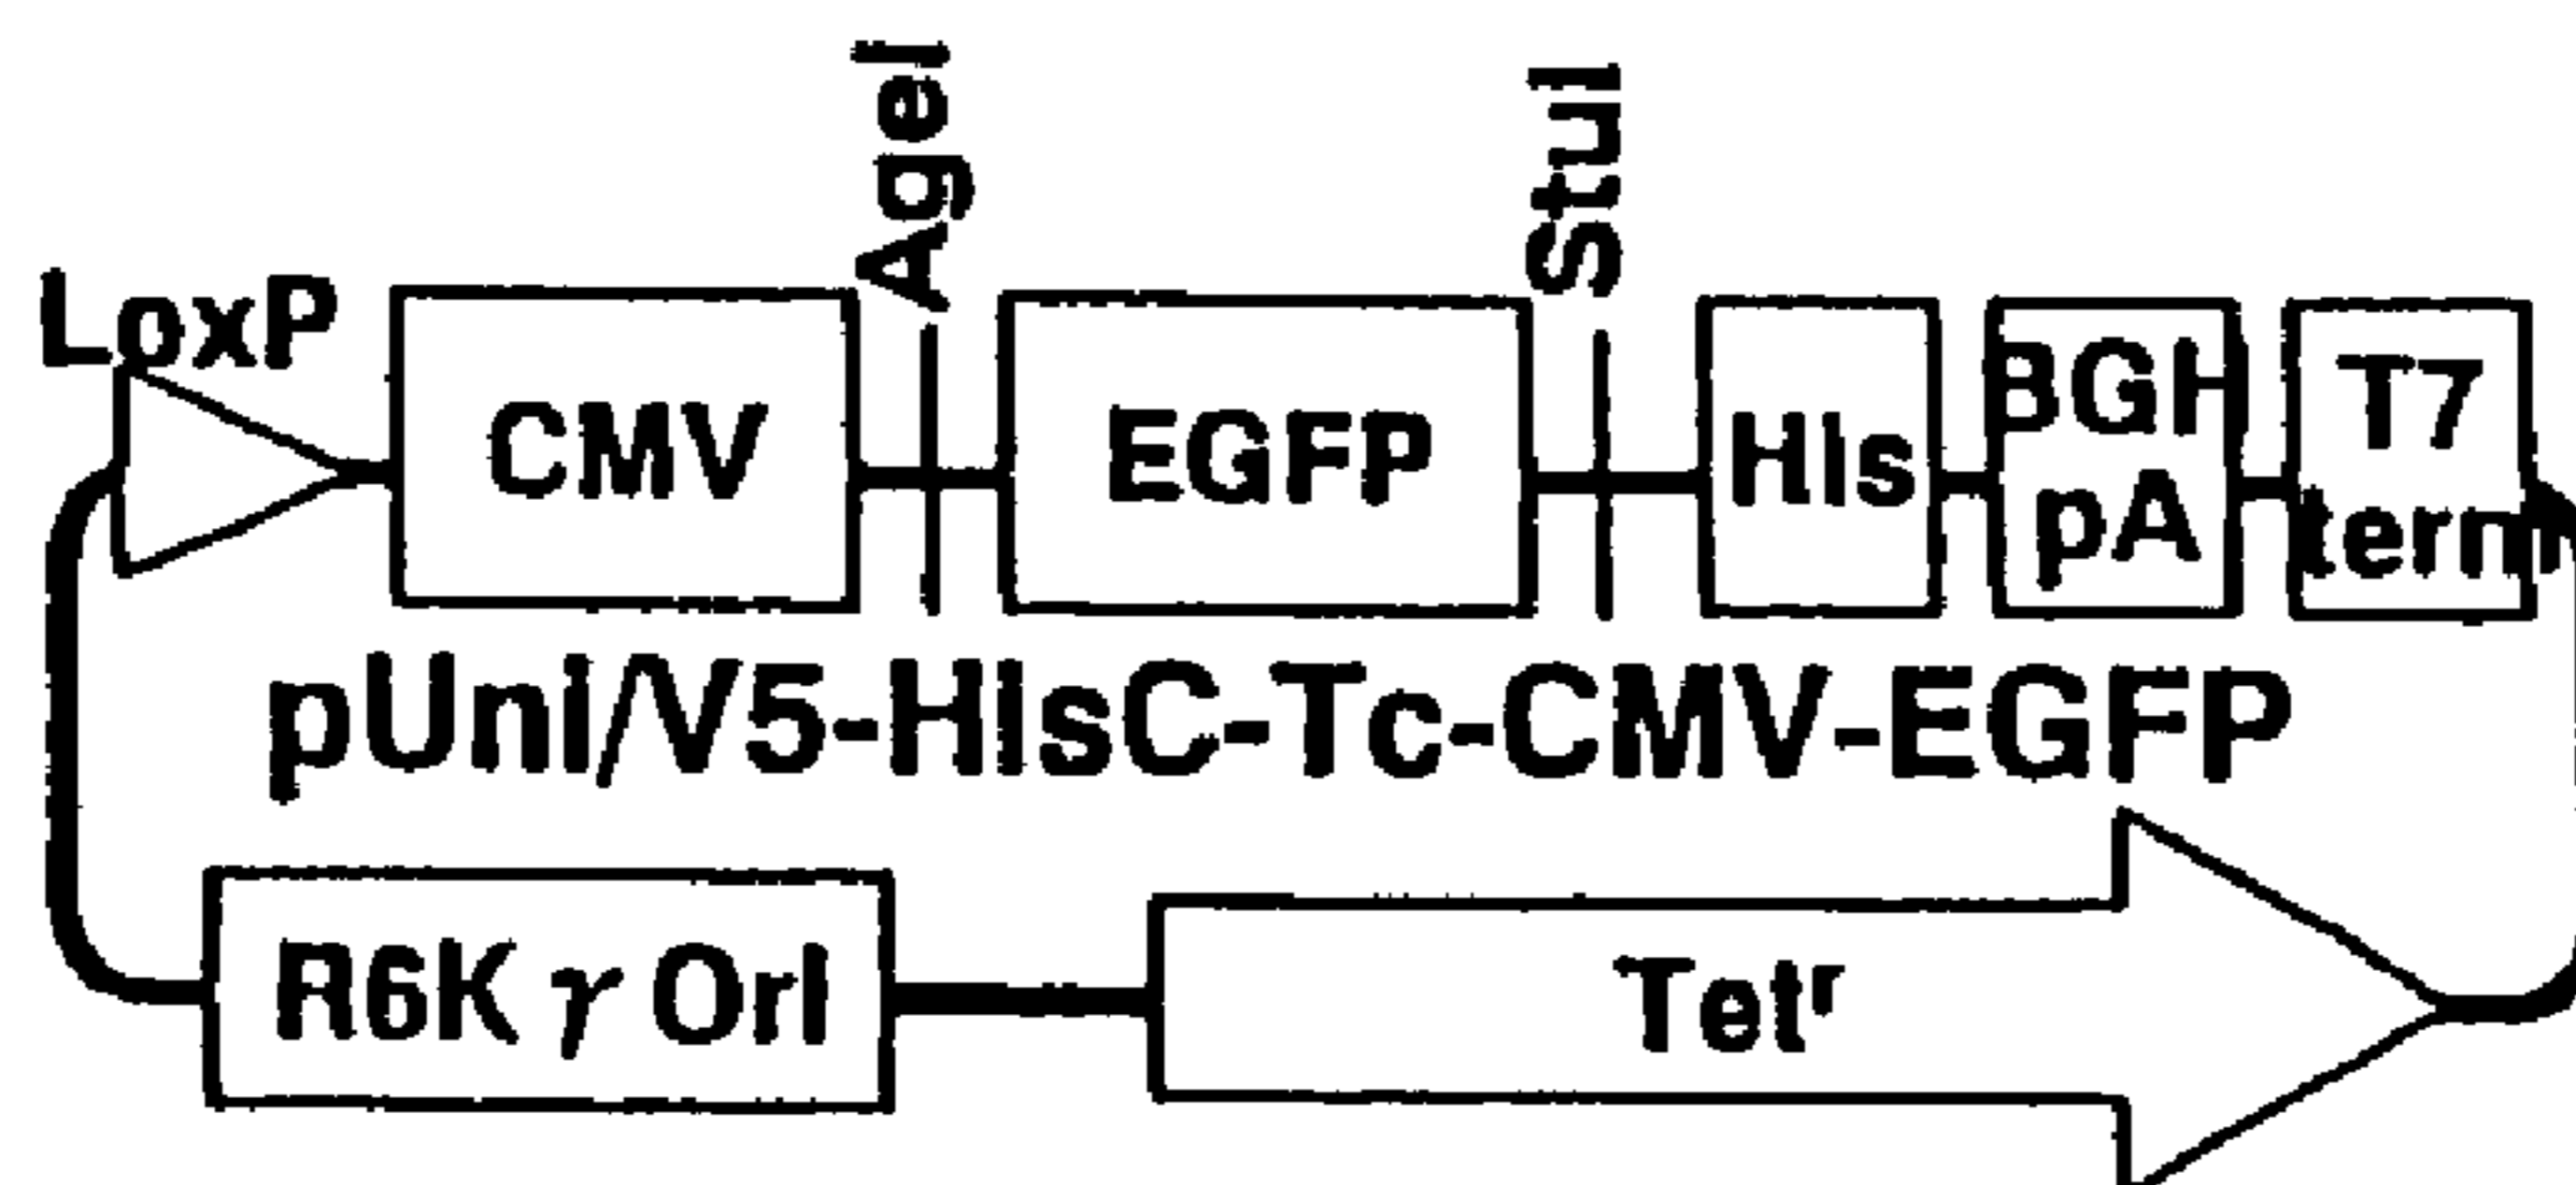 AgeI
StuI
LoxP
CMV
EGFP
His
BGH
pA
T7
term
pUni/V5-HisC-Tc-CMV-EGFP
R6K γ Ori
Tetʳ